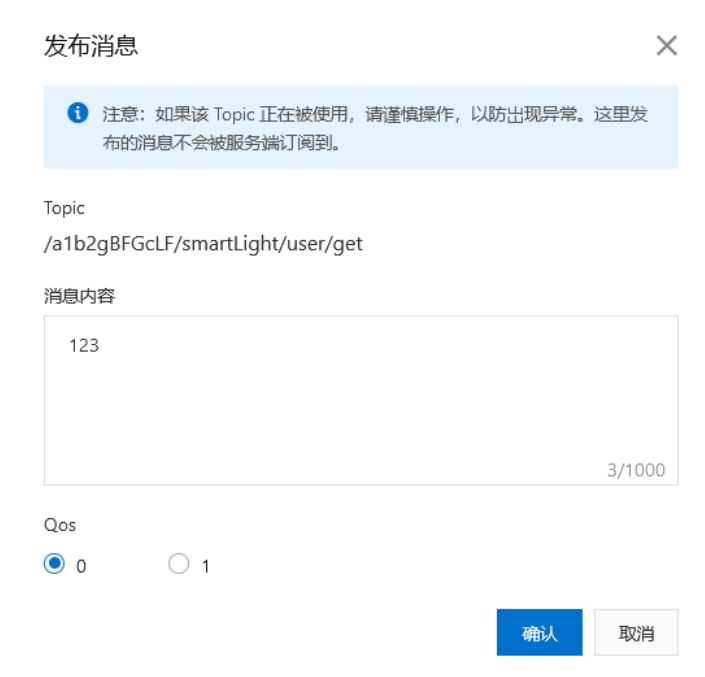 发布消息
注意：如果该 Topic 正在被使用，请谨慎操作，以防出现异常。这里发
布的消息不会被服务端订阅到。
Topic
/a1b2gBFGcLF/smartLight/user/get
消息内容
123
3/1000
Qos
0 1
确认 取消